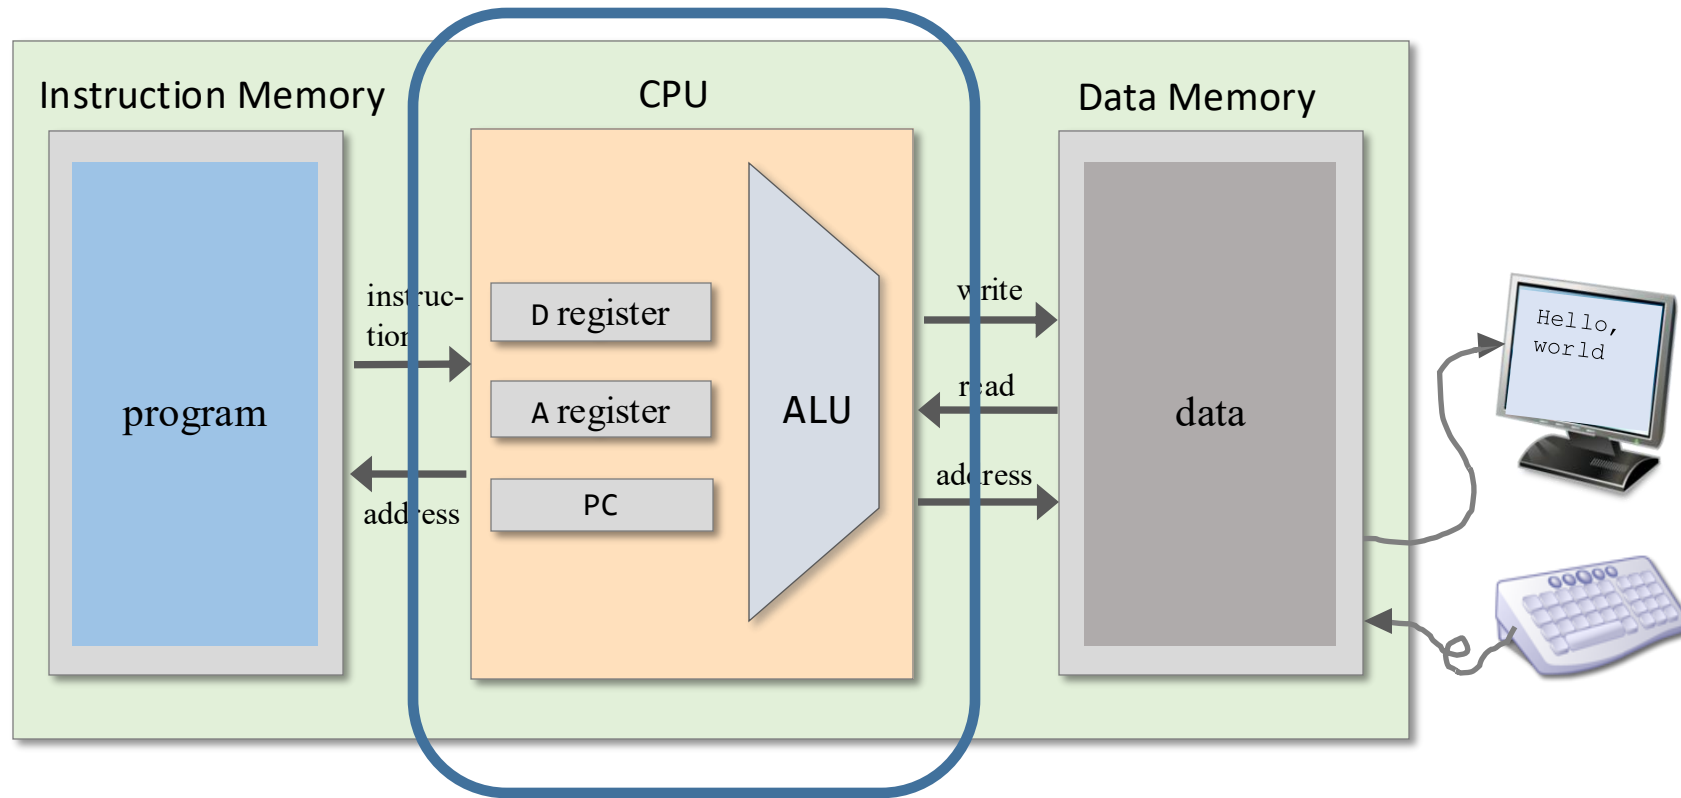 Instruction Memory
CPU
Data Memory
program
instruc-
tion
address
D register
A register
PC
ALU
write
read
address
data
Hello,
world